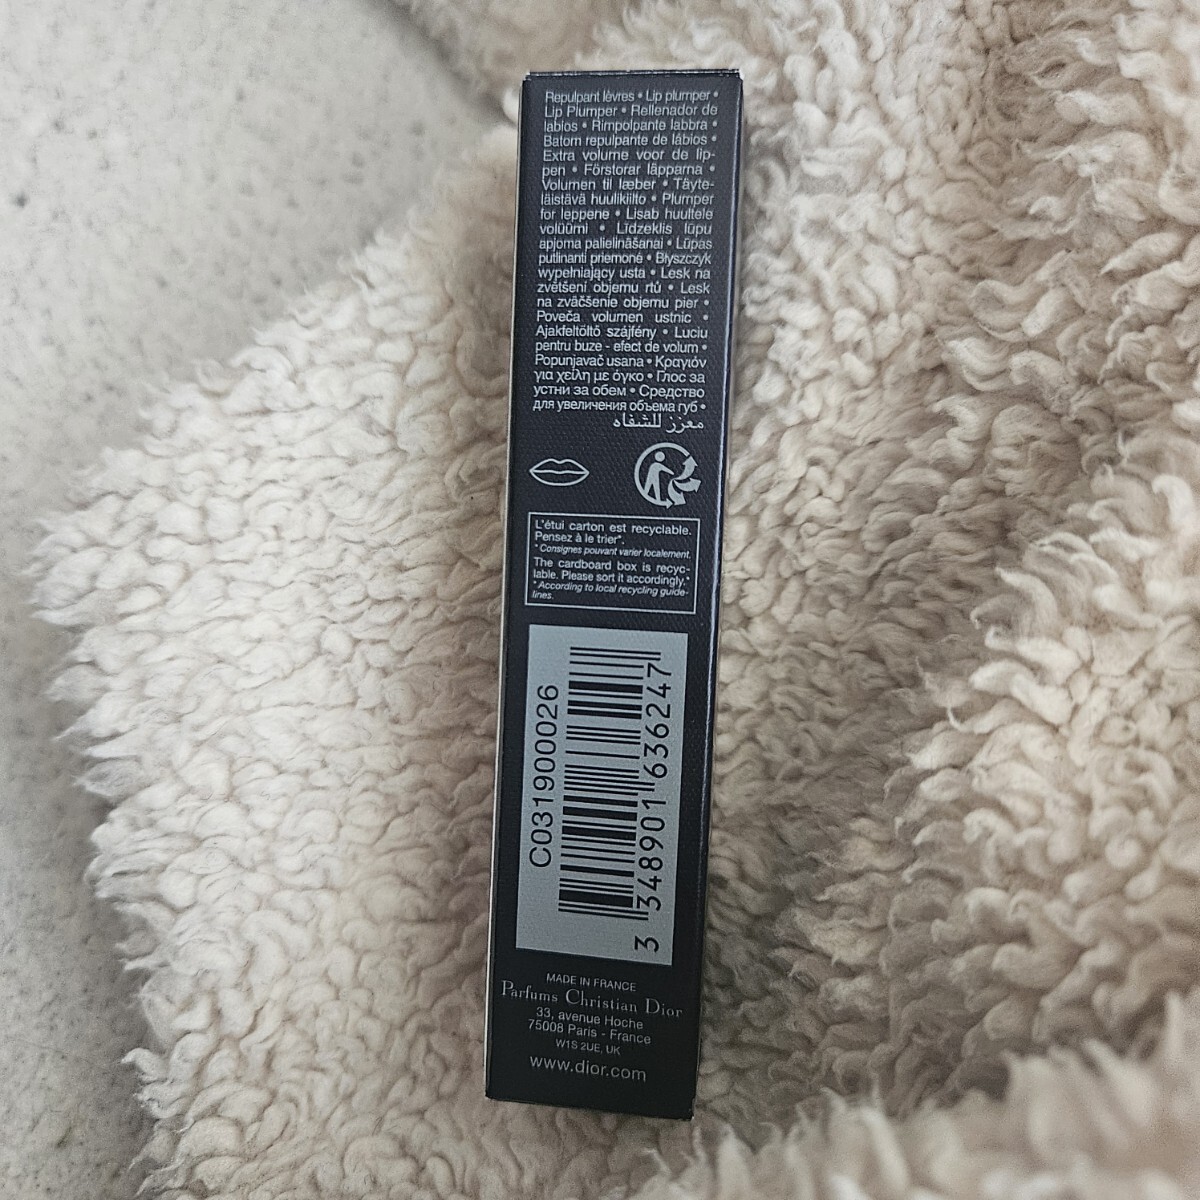 Repulpant lèvres • Lip plumper •
Lip Plumper • Rellenador de
labios • Rimpolpante labbra •
Batom repulpante de lábios •
Extra volume voor de lip-
pen • Förstorar läpparna •
Volumen til læber • Täyte-
läistävä huulikiilto • Plumper
for leppene • Lisab huultele
volüümi • Līdzeklis lūpu
apjoma palielināšanai • Lūpas
putlinanti priemonė • Błyszczyk
wypełniający usta • Lesk na
zvětšení objemu rtů • Lesk
na zväčšenie objemu pier •
Poveča volumen ustnic •
Ajakfeltöltő szájfény • Luciu
pentru buze - efect de volum •
Popunjavač usana • Κραγιόν
για χείλη με όγκο • Глос за
устни за обем • Средство
для увеличения объема губ •
معزز للشفاه
L'étui carton est recyclable.
Pensez à le trier*.
* Consignes pouvant varier localement.
The cardboard box is recyc-
lable. Please sort it accordingly.*
* According to local recycling guide-
lines.
C031900026
3 348901 636247
MADE IN FRANCE
Parfums Christian Dior
33, avenue Hoche
75008 Paris - France
W1S 2UE, UK
www.dior.com